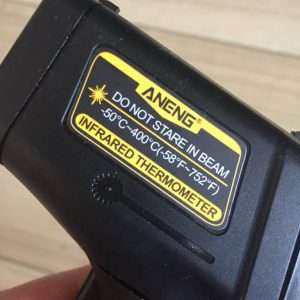 ANENG®
DO NOT STARE IN BEAM
-50°C~400°C(-58°F~752°F)
INFRARED THERMOMETER